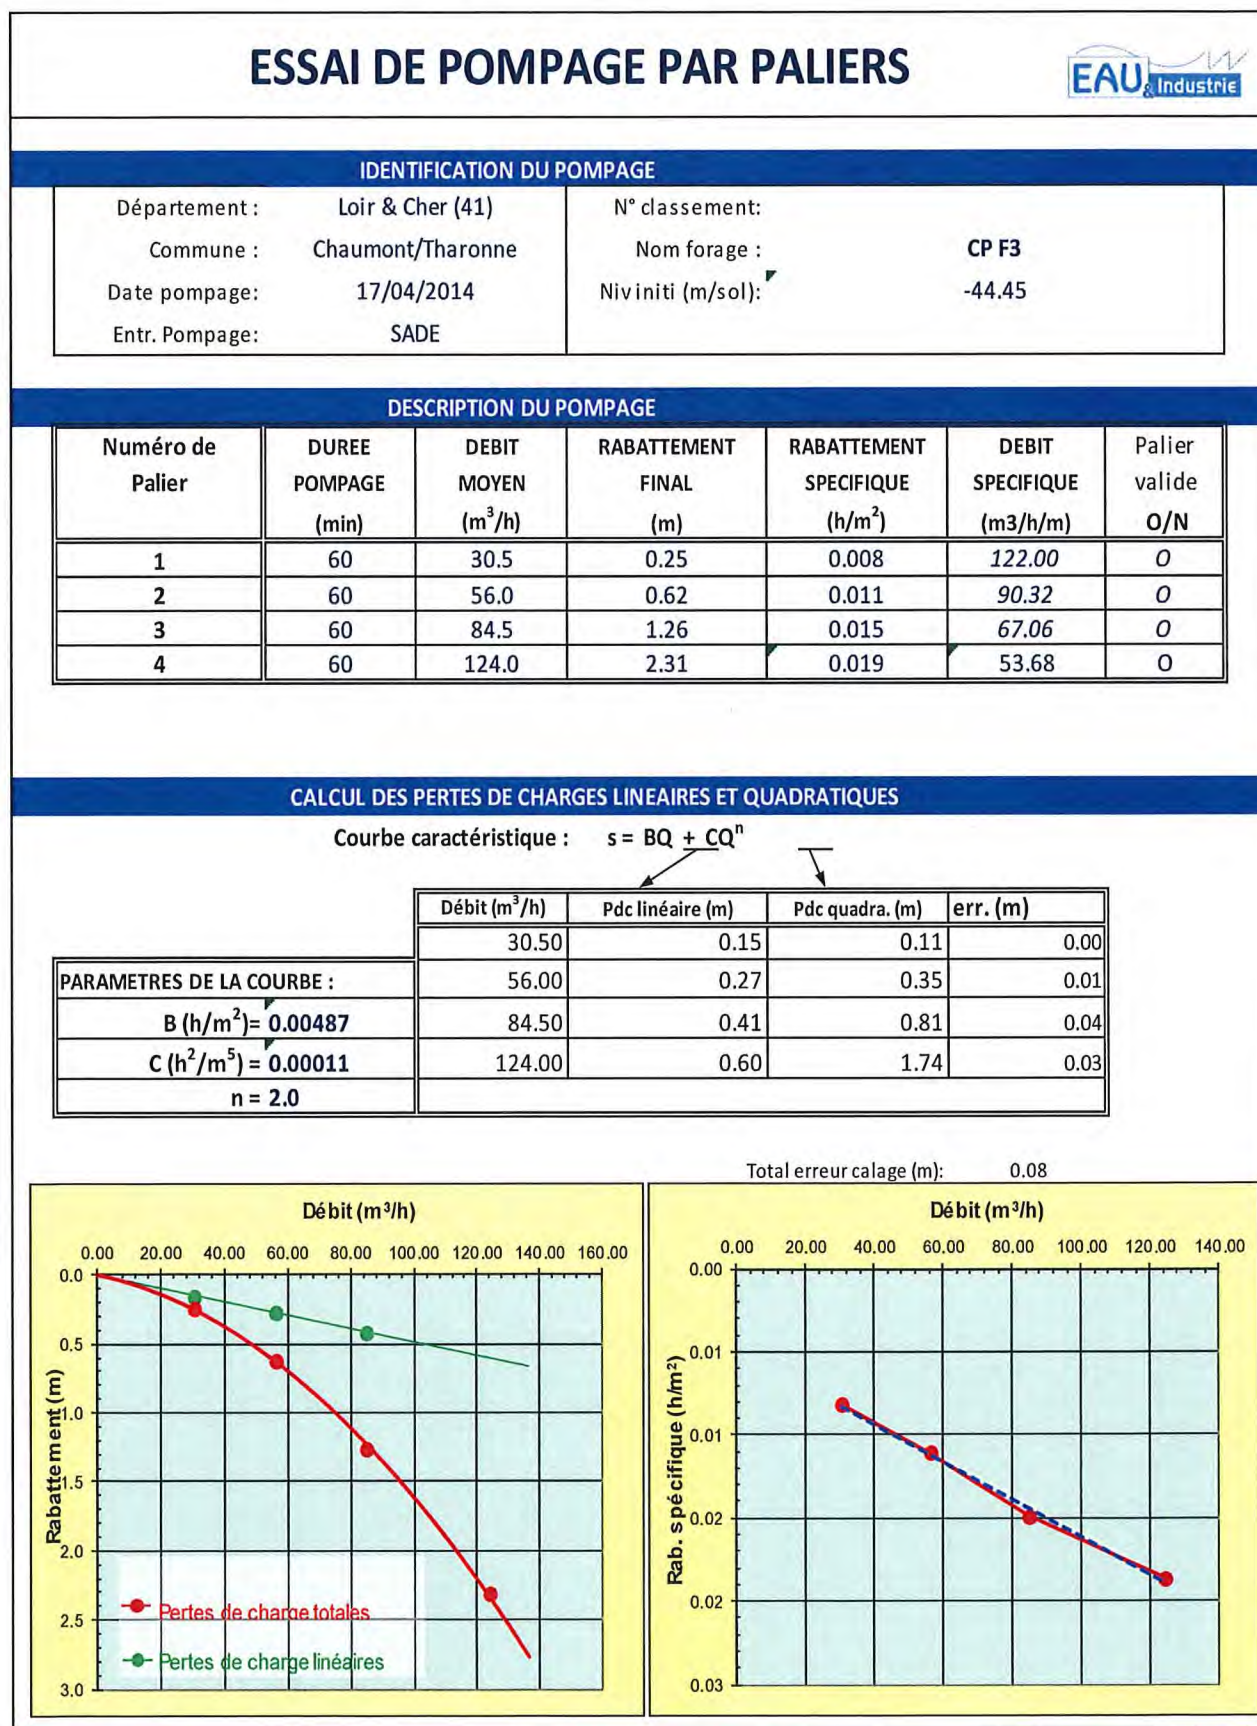 ESSAI DE POMPAGE PAR PALIERS
EAU & Industrie
IDENTIFICATION DU POMPAGE
Département : Loir & Cher (41) N° classement:
Commune : Chaumont/Tharonne Nom forage : CP F3
Date pompage: 17/04/2014 Niv initi (m/sol): -44.45
Entr. Pompage: SADE
DESCRIPTION DU POMPAGE
Numéro de DUREE DEBIT RABATTEMENT RABATTEMENT DEBIT Palier
Palier POMPAGE MOYEN FINAL SPECIFIQUE SPECIFIQUE valide
(min) (m³/h) (m) (h/m²) (m3/h/m) O/N
1 60 30.5 0.25 0.008 122.00 O
2 60 56.0 0.62 0.011 90.32 O
3 60 84.5 1.26 0.015 67.06 O
4 60 124.0 2.31 0.019 53.68 O
CALCUL DES PERTES DE CHARGES LINEAIRES ET QUADRATIQUES
Courbe caractéristique : s = BQ + CQⁿ
Débit (m³/h) Pdc linéaire (m) Pdc quadra. (m) err. (m)
30.50 0.15 0.11 0.00
PARAMETRES DE LA COURBE : 56.00 0.27 0.35 0.01
B (h/m²)= 0.00487 84.50 0.41 0.81 0.04
C (h²/m⁵) = 0.00011 124.00 0.60 1.74 0.03
n = 2.0
Total erreur calage (m): 0.08
Débit (m³/h)
0.00 20.00 40.00 60.00 80.00 100.00 120.00 140.00 160.00
0.0
0.5
1.0
1.5
2.0
2.5
3.0
Rabattement (m)
Pertes de charge totales
Pertes de charge linéaires
Débit (m³/h)
0.00 20.00 40.00 60.00 80.00 100.00 120.00 140.00
0.00
0.01
0.01
0.02
0.02
0.03
Rab. spécifique (h/m²)